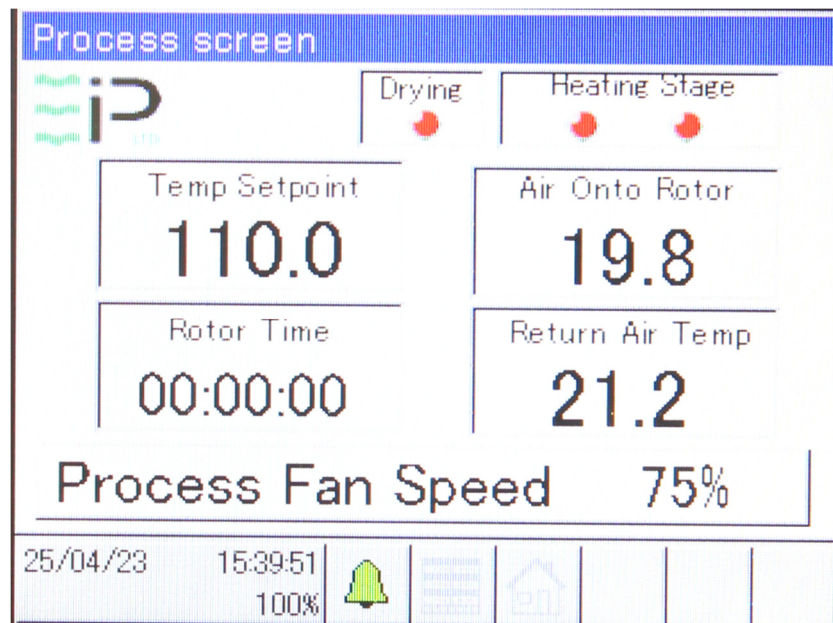 Process screen
iP
Drying
Heating Stage
Temp Setpoint
110.0
Air Onto Rotor
19.8
Rotor Time
00:00:00
Return Air Temp
21.2
Process Fan Speed 75%
25/04/23 15:39:51
100%